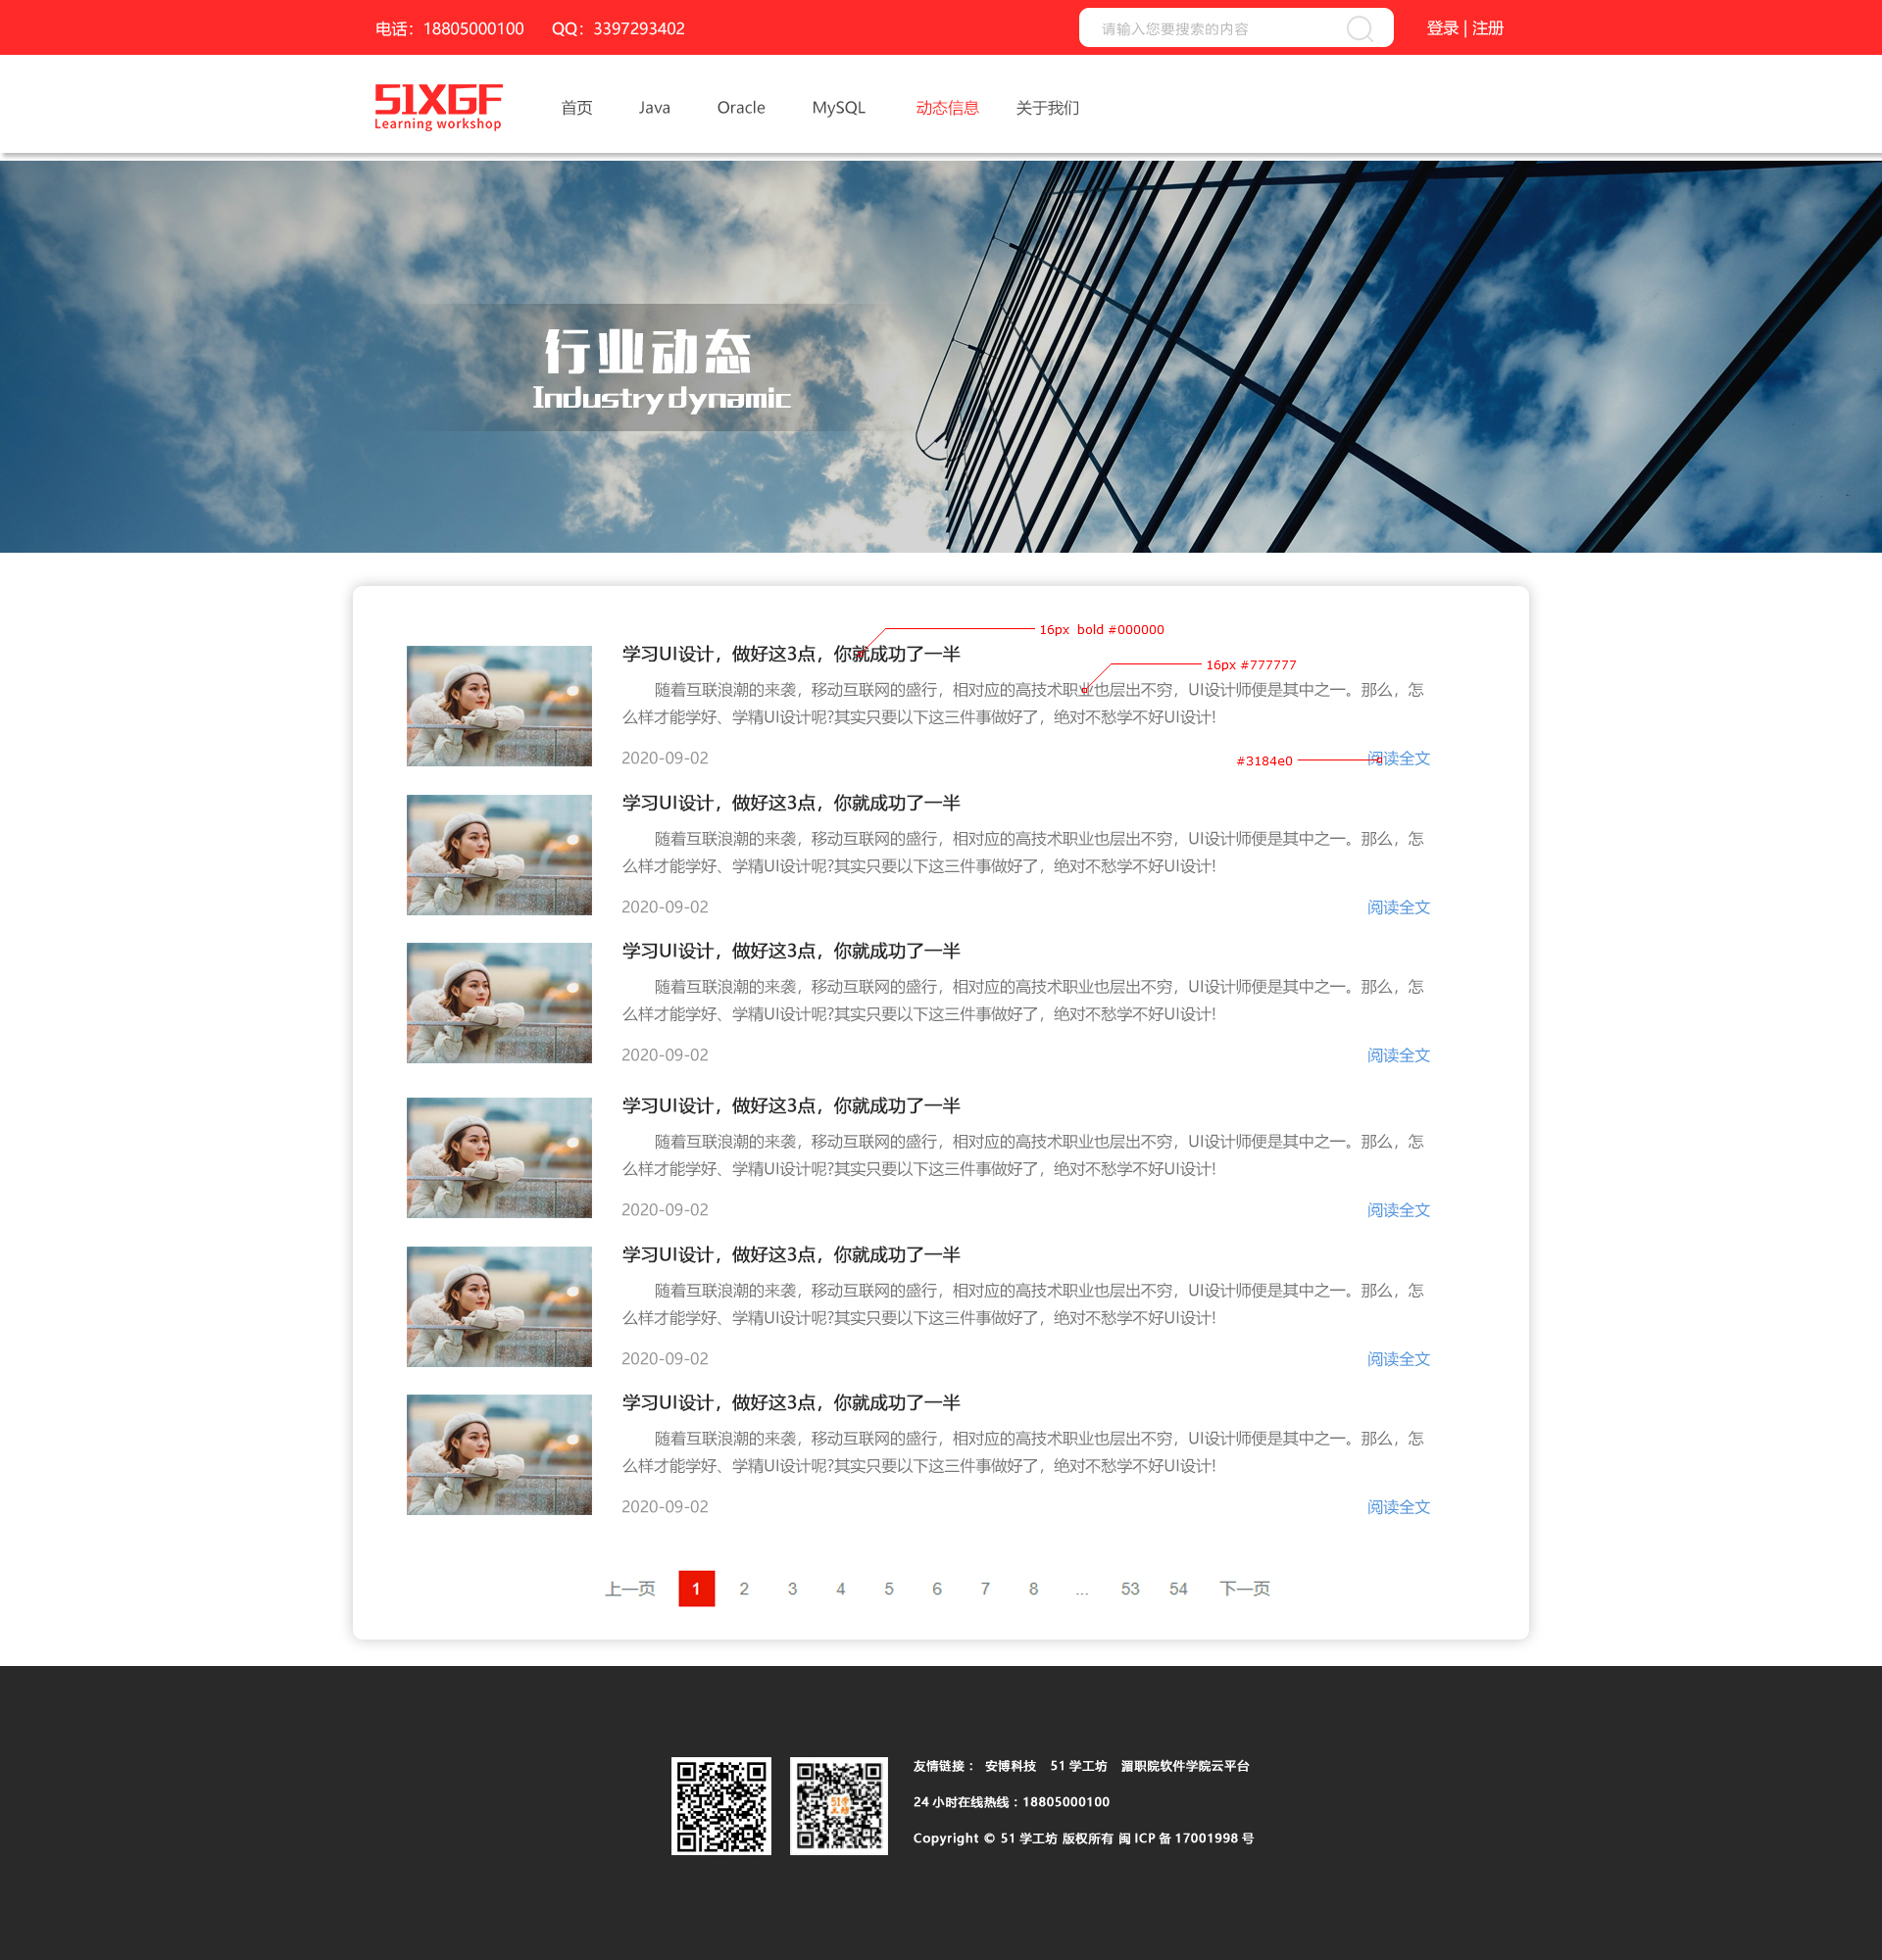 电话：18805000100 QQ：3397293402 请输入您要搜索的内容 登录 | 注册
51XGF
Learning workshop
首页 Java Oracle MySQL 动态信息 关于我们
行业动态
Industry dynamic
16px bold #000000
学习UI设计，做好这3点，你就成功了一半
16px #777777
随着互联浪潮的来袭，移动互联网的盛行，相对应的高技术职业也层出不穷，UI设计师便是其中之一。那么，怎
么样才能学好、学精UI设计呢?其实只要以下这三件事做好了，绝对不愁学不好UI设计!
2020-09-02 #3184e0 阅读全文
学习UI设计，做好这3点，你就成功了一半
随着互联浪潮的来袭，移动互联网的盛行，相对应的高技术职业也层出不穷，UI设计师便是其中之一。那么，怎
么样才能学好、学精UI设计呢?其实只要以下这三件事做好了，绝对不愁学不好UI设计!
2020-09-02 阅读全文
学习UI设计，做好这3点，你就成功了一半
随着互联浪潮的来袭，移动互联网的盛行，相对应的高技术职业也层出不穷，UI设计师便是其中之一。那么，怎
么样才能学好、学精UI设计呢?其实只要以下这三件事做好了，绝对不愁学不好UI设计!
2020-09-02 阅读全文
学习UI设计，做好这3点，你就成功了一半
随着互联浪潮的来袭，移动互联网的盛行，相对应的高技术职业也层出不穷，UI设计师便是其中之一。那么，怎
么样才能学好、学精UI设计呢?其实只要以下这三件事做好了，绝对不愁学不好UI设计!
2020-09-02 阅读全文
学习UI设计，做好这3点，你就成功了一半
随着互联浪潮的来袭，移动互联网的盛行，相对应的高技术职业也层出不穷，UI设计师便是其中之一。那么，怎
么样才能学好、学精UI设计呢?其实只要以下这三件事做好了，绝对不愁学不好UI设计!
2020-09-02 阅读全文
学习UI设计，做好这3点，你就成功了一半
随着互联浪潮的来袭，移动互联网的盛行，相对应的高技术职业也层出不穷，UI设计师便是其中之一。那么，怎
么样才能学好、学精UI设计呢?其实只要以下这三件事做好了，绝对不愁学不好UI设计!
2020-09-02 阅读全文
上一页 1 2 3 4 5 6 7 8 ... 53 54 下一页
51学
工坊
友情链接： 安博科技 51 学工坊 湄职院软件学院云平台
24 小时在线热线：18805000100
Copyright © 51 学工坊 版权所有 闽 ICP 备 17001998 号